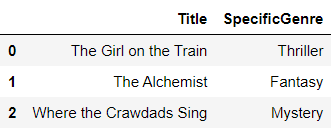 Title SpecificGenre
0 The Girl on the Train Thriller
1 The Alchemist Fantasy
2 Where the Crawdads Sing Mystery